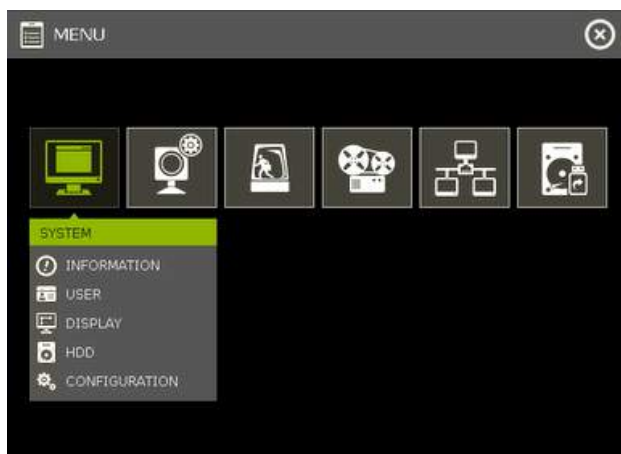 MENU
SYSTEM
INFORMATION
USER
DISPLAY
HDD
CONFIGURATION